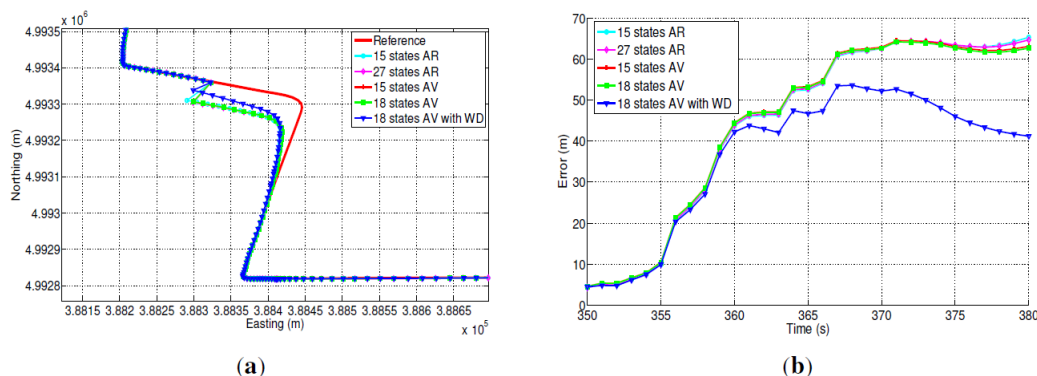 4.9935 x 10^6
4.9934
4.9933
4.9932
4.9931
4.993
4.9929
4.9928
Northing (m)
Reference
15 states AR
27 states AR
15 states AV
18 states AV
18 states AV with WD
3.8815 3.882 3.8825 3.883 3.8835 3.884 3.8845 3.885 3.8855 3.886 3.8865
Easting (m)
x 10^5
(a)
70
60
50
40
30
20
10
0
Error (m)
15 states AR
27 states AR
15 states AV
18 states AV
18 states AV with WD
350 355 360 365 370 375 380
Time (s)
(b)